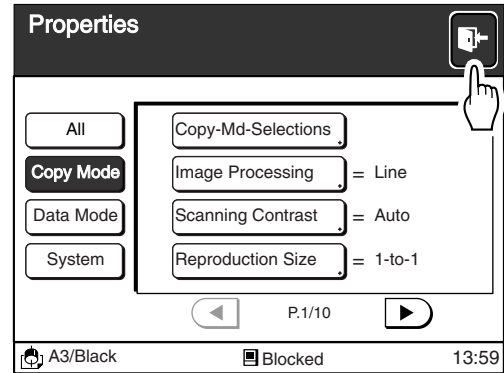 Properties
All
Copy-Md-Selections
Copy Mode
Image Processing = Line
Data Mode
Scanning Contrast = Auto
System
Reproduction Size = 1-to-1
P.1/10
A3/Black Blocked 13:59